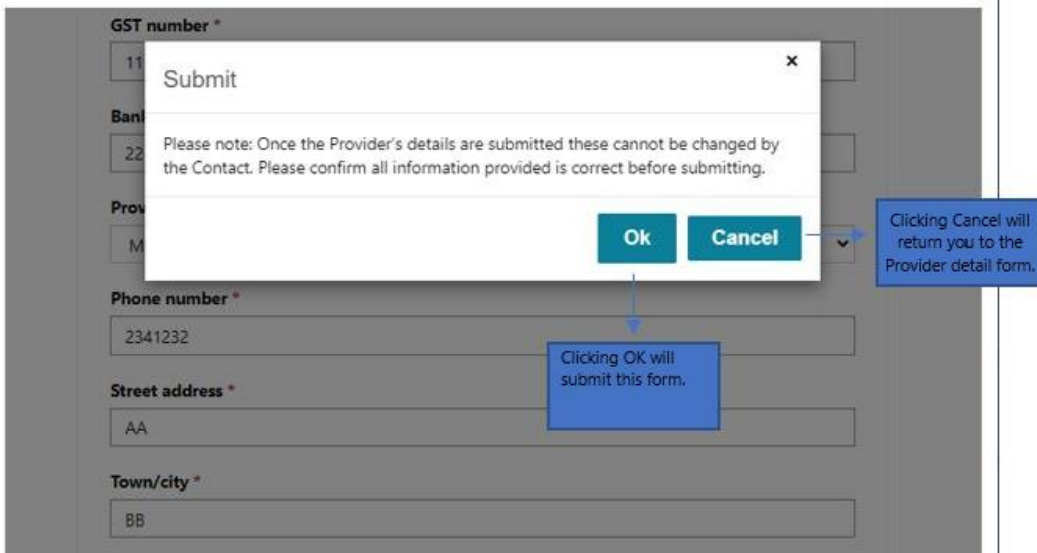 GST number *
11
Submit
×
Bank
22
Please note: Once the Provider's details are submitted these cannot be changed by
the Contact. Please confirm all information provided is correct before submitting.
Prov
M
Ok
Cancel
Clicking Cancel will
return you to the
Provider detail form.
Phone number *
2341232
Clicking OK will
submit this form.
Street address *
AA
Town/city *
BB